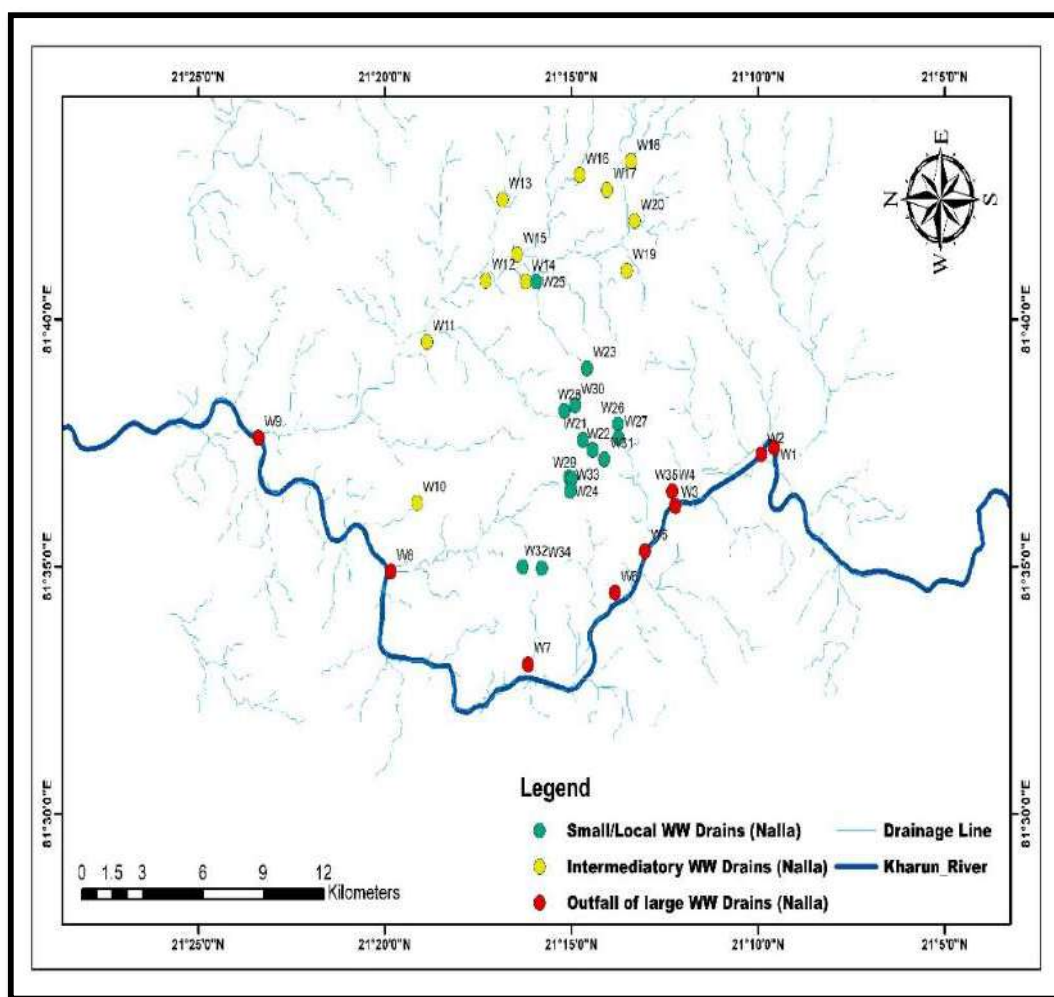 21°25'0"N 21°20'0"N 21°15'0"N 21°10'0"N 21°5'0"N
W18
W16
W17
W13
E
N S
W
W20
W15
W19
W12 W14
W25
81°40'0"E 81°40'0"E
W11
W23
W28 W30
W26
W21 W27
W22 W31
W2
W9 W1
W29
W33 W35 W4
W24 W3
W10
W5
W32 W34
W8
81°35'0"E 81°35'0"E
W6
W7
Legend
81°30'0"E 81°30'0"E
Small/Local WW Drains (Nalla) Drainage Line
Intermediatory WW Drains (Nalla) Kharun_River
Outfall of large WW Drains (Nalla)
0 1.5 3 6 9 12
Kilometers
21°25'0"N 21°20'0"N 21°15'0"N 21°10'0"N 21°5'0"N